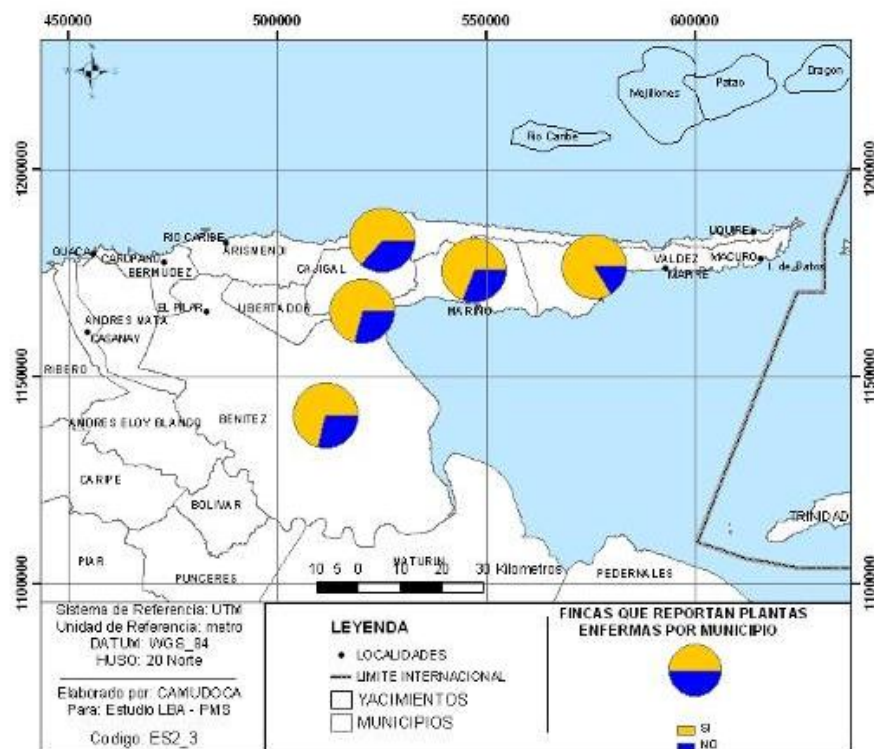 450000 500000 550000 600000
Dragon
Patao
Mejillones
Rio Caribe
1200000 1200000
RIO CARIBE
UQUIRE
GUACA
CARUPANO
ARISMENDI
BERMUDEZ
CAJIGAL
VALDEZ
MACURO
I. de Patos
MAPIRE
EL PILAR
LIBERTADOR
MARIÑO
ANDRES MATA
CASANAY
RIBERO
1150000 1150000
ANDRES ELOY BLANCO
BENITEZ
CARIPE
BOLIVAR
TRINIDAD
PIAR
MATURIN
PEDERNALES
PUNCERES
10 5 0 10 20 30 Kilometros
1100000 1100000
Sistema de Referencia: UTM
Unidad de Referencia: metro
DATUM: WGS_84
HUSO: 20 Norte
Elaborado por: CAMUDOCA
Para: Estudio LBA - PMS
Codigo: ES2_3
LEYENDA
LOCALIDADES
LIMITE INTERNACIONAL
YACIMIENTOS
MUNICIPIOS
FINCAS QUE REPORTAN PLANTAS
ENFERMAS POR MUNICIPIO
SI
NO